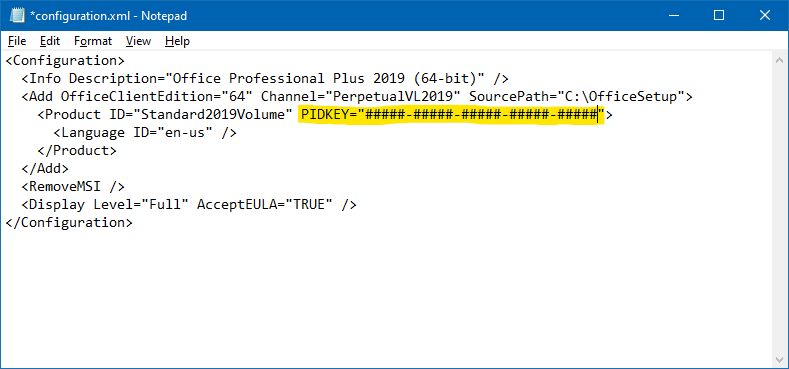 *configuration.xml - Notepad
File Edit Format View Help
<Configuration>
  <Info Description="Office Professional Plus 2019 (64-bit)" />
  <Add OfficeClientEdition="64" Channel="PerpetualVL2019" SourcePath="C:\OfficeSetup">
    <Product ID="Standard2019Volume" PIDKEY="#####-#####-#####-#####-#####">
      <Language ID="en-us" />
    </Product>
  </Add>
  <RemoveMSI />
  <Display Level="Full" AcceptEULA="TRUE" />
</Configuration>